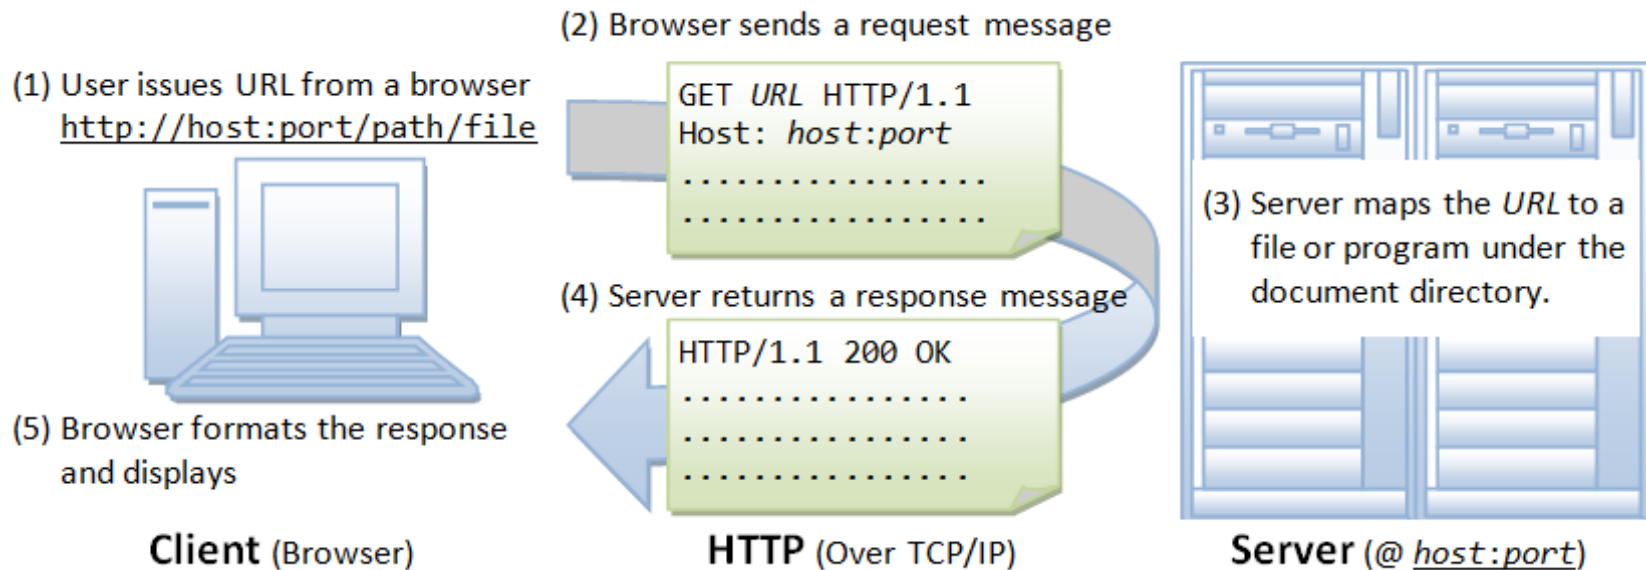 (2) Browser sends a request message
(1) User issues URL from a browser
http://host:port/path/file
GET URL HTTP/1.1
Host: host:port
..................
..................
(3) Server maps the URL to a
file or program under the
document directory.
(4) Server returns a response message
HTTP/1.1 200 OK
................
................
................
(5) Browser formats the response
and displays
Client (Browser)
HTTP (Over TCP/IP)
Server (@ host:port)